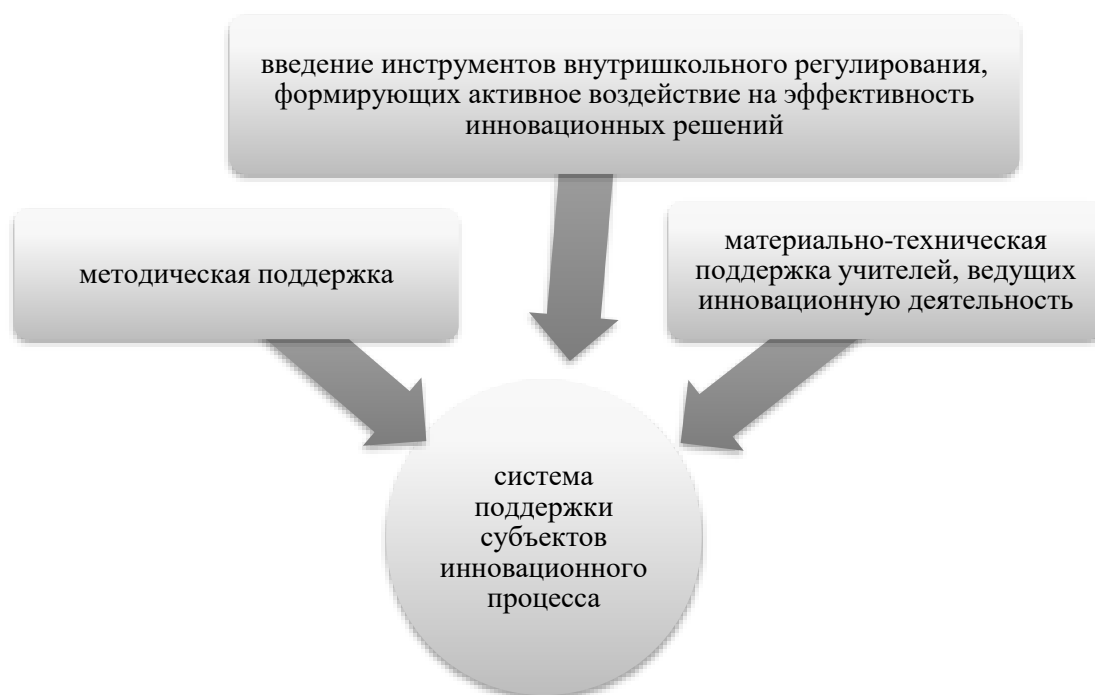 введение инструментов внутришкольного регулирования,
формирующих активное воздействие на эффективность
инновационных решений
методическая поддержка
материально-техническая
поддержка учителей, ведущих
инновационную деятельность
система
поддержки
субъектов
инновационного
процесса